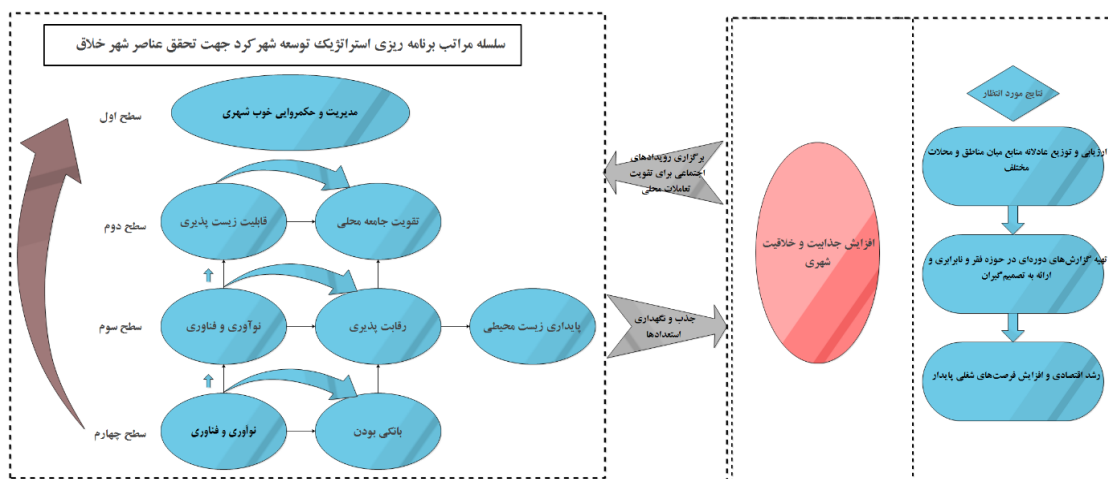 سلسله مراتب برنامه ریزی استراتژیک توسعه شهر کرد جهت تحقق عناصر شهر خلاق
سطح اول
مدیریت و حکمروایی خوب شهری
سطح دوم
قابلیت زیست پذیری
تقویت جامعه محلی
سطح سوم
نوآوری و فناوری
رقابت پذیری
پایداری زیست محیطی
سطح چهارم
نوآوری و فناوری
بانکی بودن
برگزاری رویدادهای
اجتماعی برای تقویت
تعاملات محلی
جذب و نگهداری
استعدادها
افزایش جذابیت و خلاقیت
شهری
نتایج مورد انتظار
ارزیابی و توزیع عادلانه منابع میان مناطق و محلات
مختلف
تهیه گزارش‌های دوره‌ای در حوزه فقر و نابرابری و
ارائه به تصمیم‌گیران
رشد اقتصادی و افزایش فرصت‌های شغلی پایدار